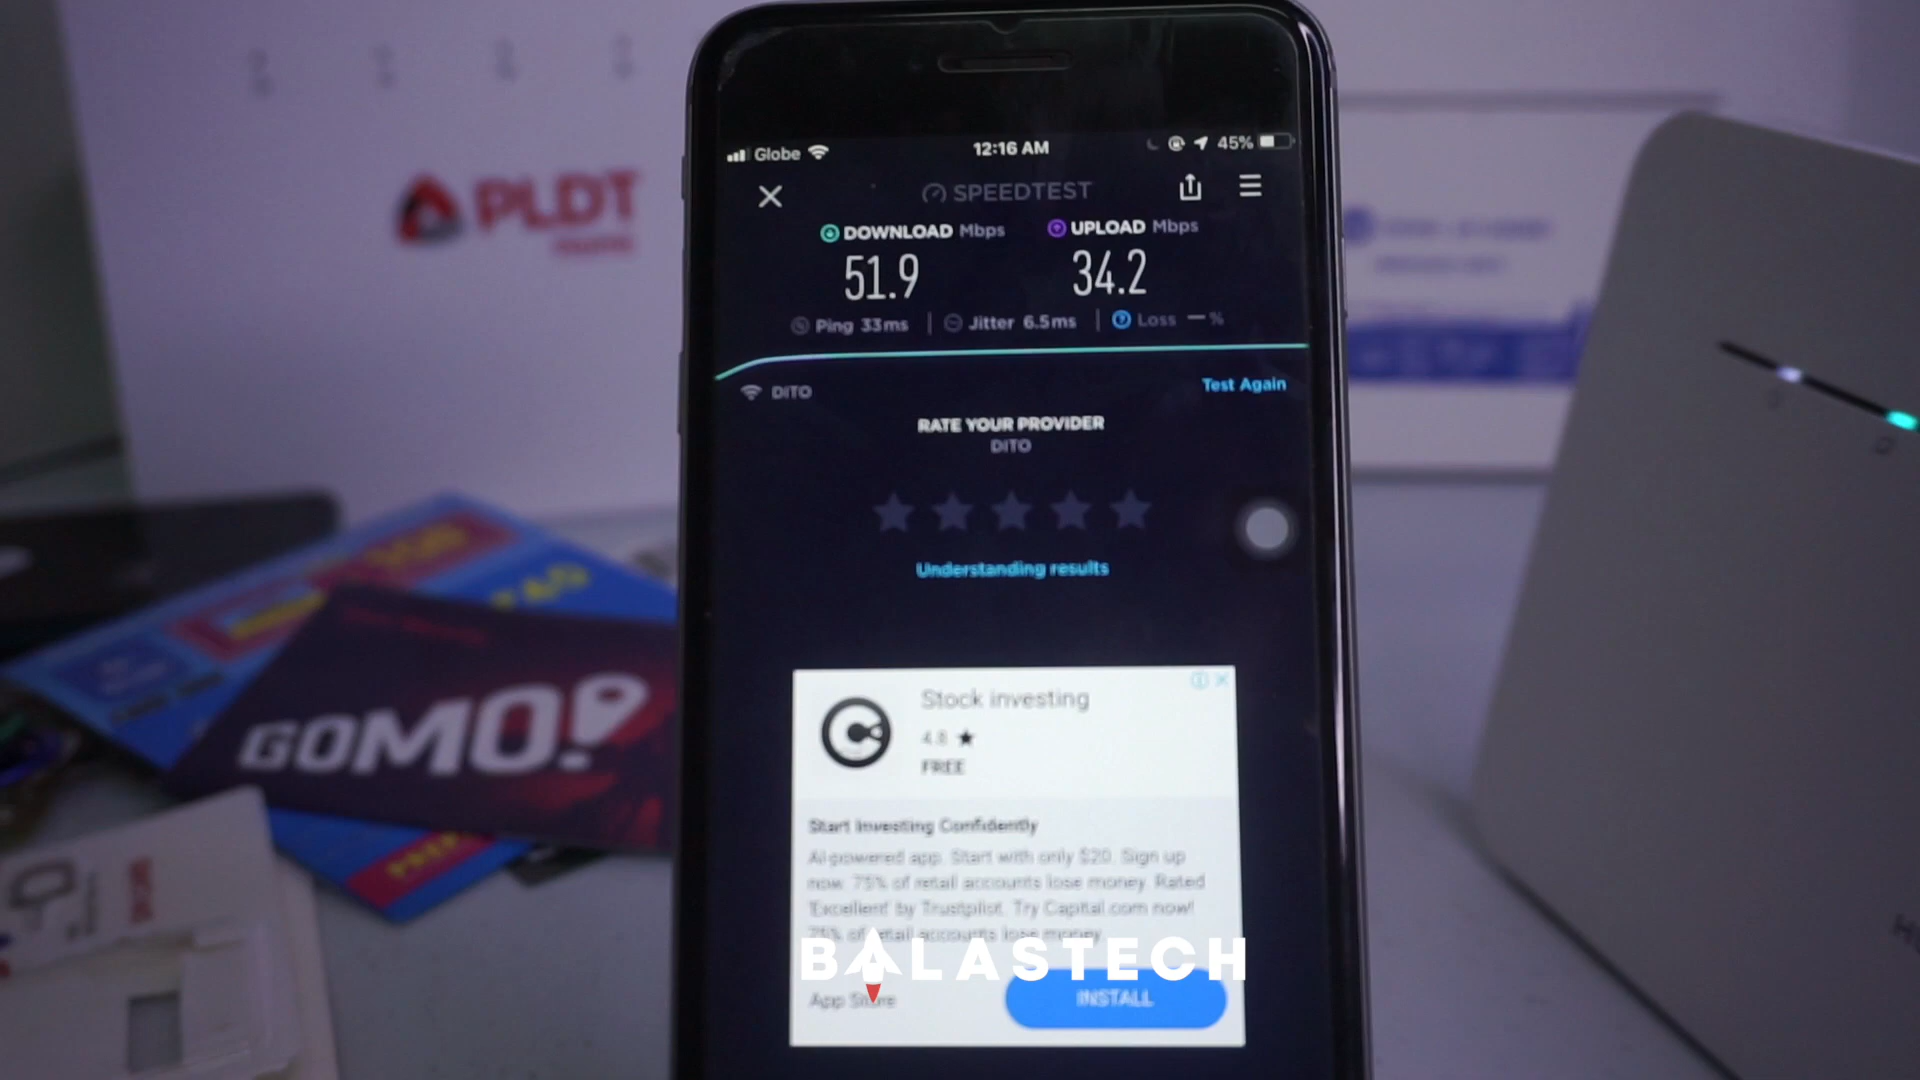 PLDT
Globe
12:16 AM
45%
SPEEDTEST
DOWNLOAD Mbps
UPLOAD Mbps
51.9
34.2
Ping 33ms
Jitter 6.5ms
Loss — %
DITO
Test Again
RATE YOUR PROVIDER
DITO
Understanding results
Stock investing
4.8 ★
FREE
Start Investing Confidently
AI-powered app. Start with only $20. Sign up
now. 75% of retail accounts lose money. Rated
'Excellent' by Trustpilot. Try Capital.com now!
75% of retail accounts lose money.
BALASTECH
App Store
INSTALL
GOMO!